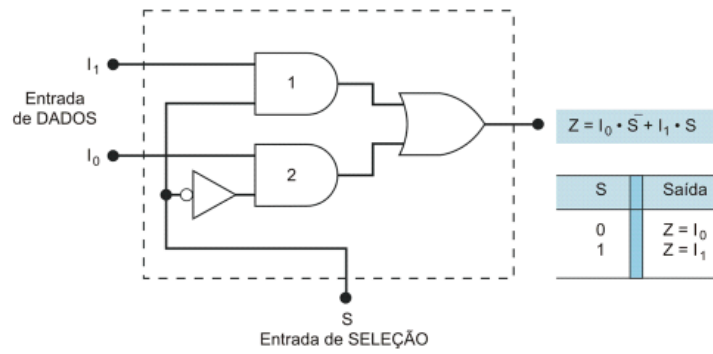 I₁
Entrada
de DADOS
I₀
1
2
Z = I₀ • S̅ + I₁ • S
S Saída
0 Z = I₀
1 Z = I₁
S
Entrada de SELEÇÃO